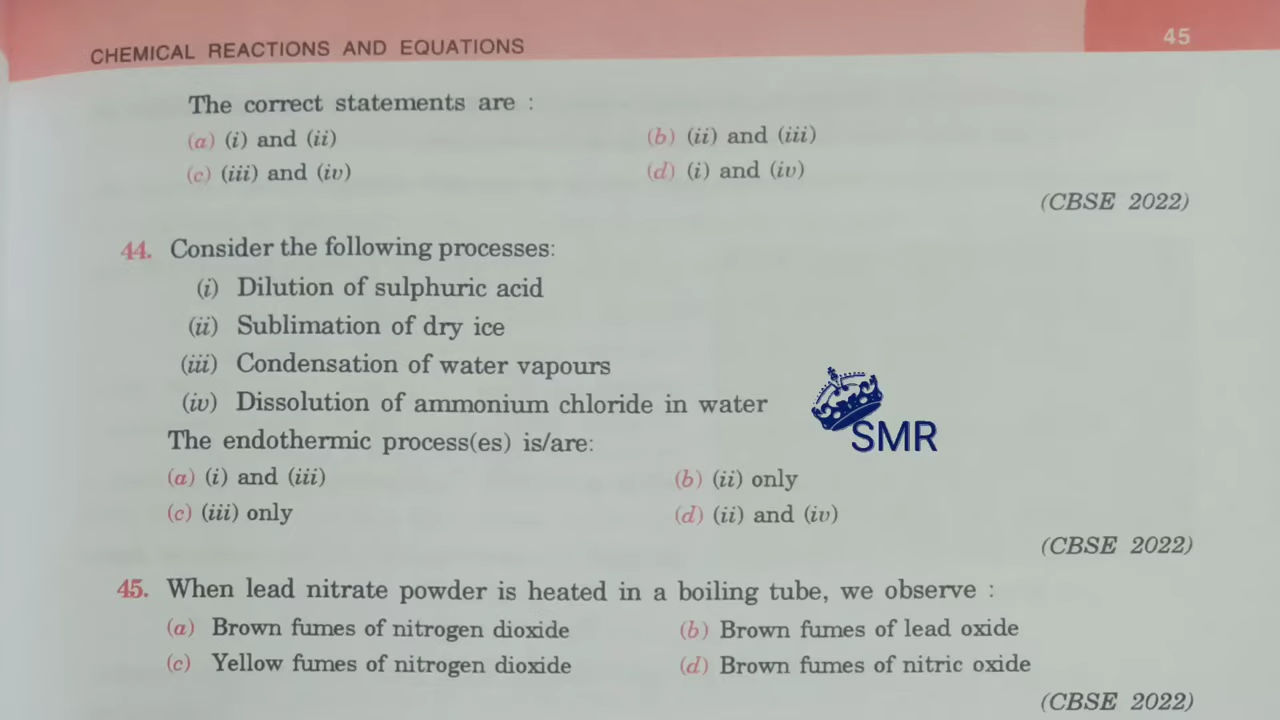 CHEMICAL REACTIONS AND EQUATIONS 45
The correct statements are :
(a) (i) and (ii) (b) (ii) and (iii)
(c) (iii) and (iv) (d) (i) and (iv)
(CBSE 2022)
44. Consider the following processes:
(i) Dilution of sulphuric acid
(ii) Sublimation of dry ice
(iii) Condensation of water vapours
(iv) Dissolution of ammonium chloride in water
SMR
The endothermic process(es) is/are:
(a) (i) and (iii) (b) (ii) only
(c) (iii) only (d) (ii) and (iv)
(CBSE 2022)
45. When lead nitrate powder is heated in a boiling tube, we observe :
(a) Brown fumes of nitrogen dioxide (b) Brown fumes of lead oxide
(c) Yellow fumes of nitrogen dioxide (d) Brown fumes of nitric oxide
(CBSE 2022)